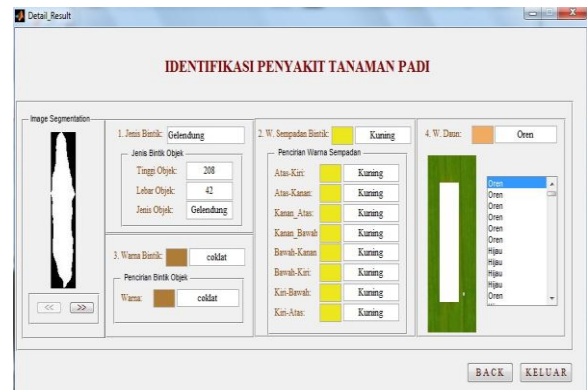 Detail_Result
IDENTIFIKASI PENYAKIT TANAMAN PADI
Image Segmentation
<< >>
1. Jenis Bintik: Gelendung
Jenis Bintik Objek
Tinggi Objek: 208
Lebar Objek: 42
Jenis Objek: Gelendung
3. Warna Bintik: coklat
Pencirian Bintik Objek
Warna: coklat
2. W. Sempadan Bintik: Kuning
Pencirian Warna Sempadan
Atas-Kiri: Kuning
Atas-Kanan: Kuning
Kanan_Atas: Kuning
Kanan_Bawah Kuning
Bawah-Kanan Kuning
Bawah-Kiri: Kuning
Kiri-Bawah: Kuning
Kiri-Atas: Kuning
4. W. Daun: Oren
Oren
Oren
Oren
Oren
Oren
Oren
Hijau
Hijau
Hijau
Hijau
Oren
BACK KELUAR